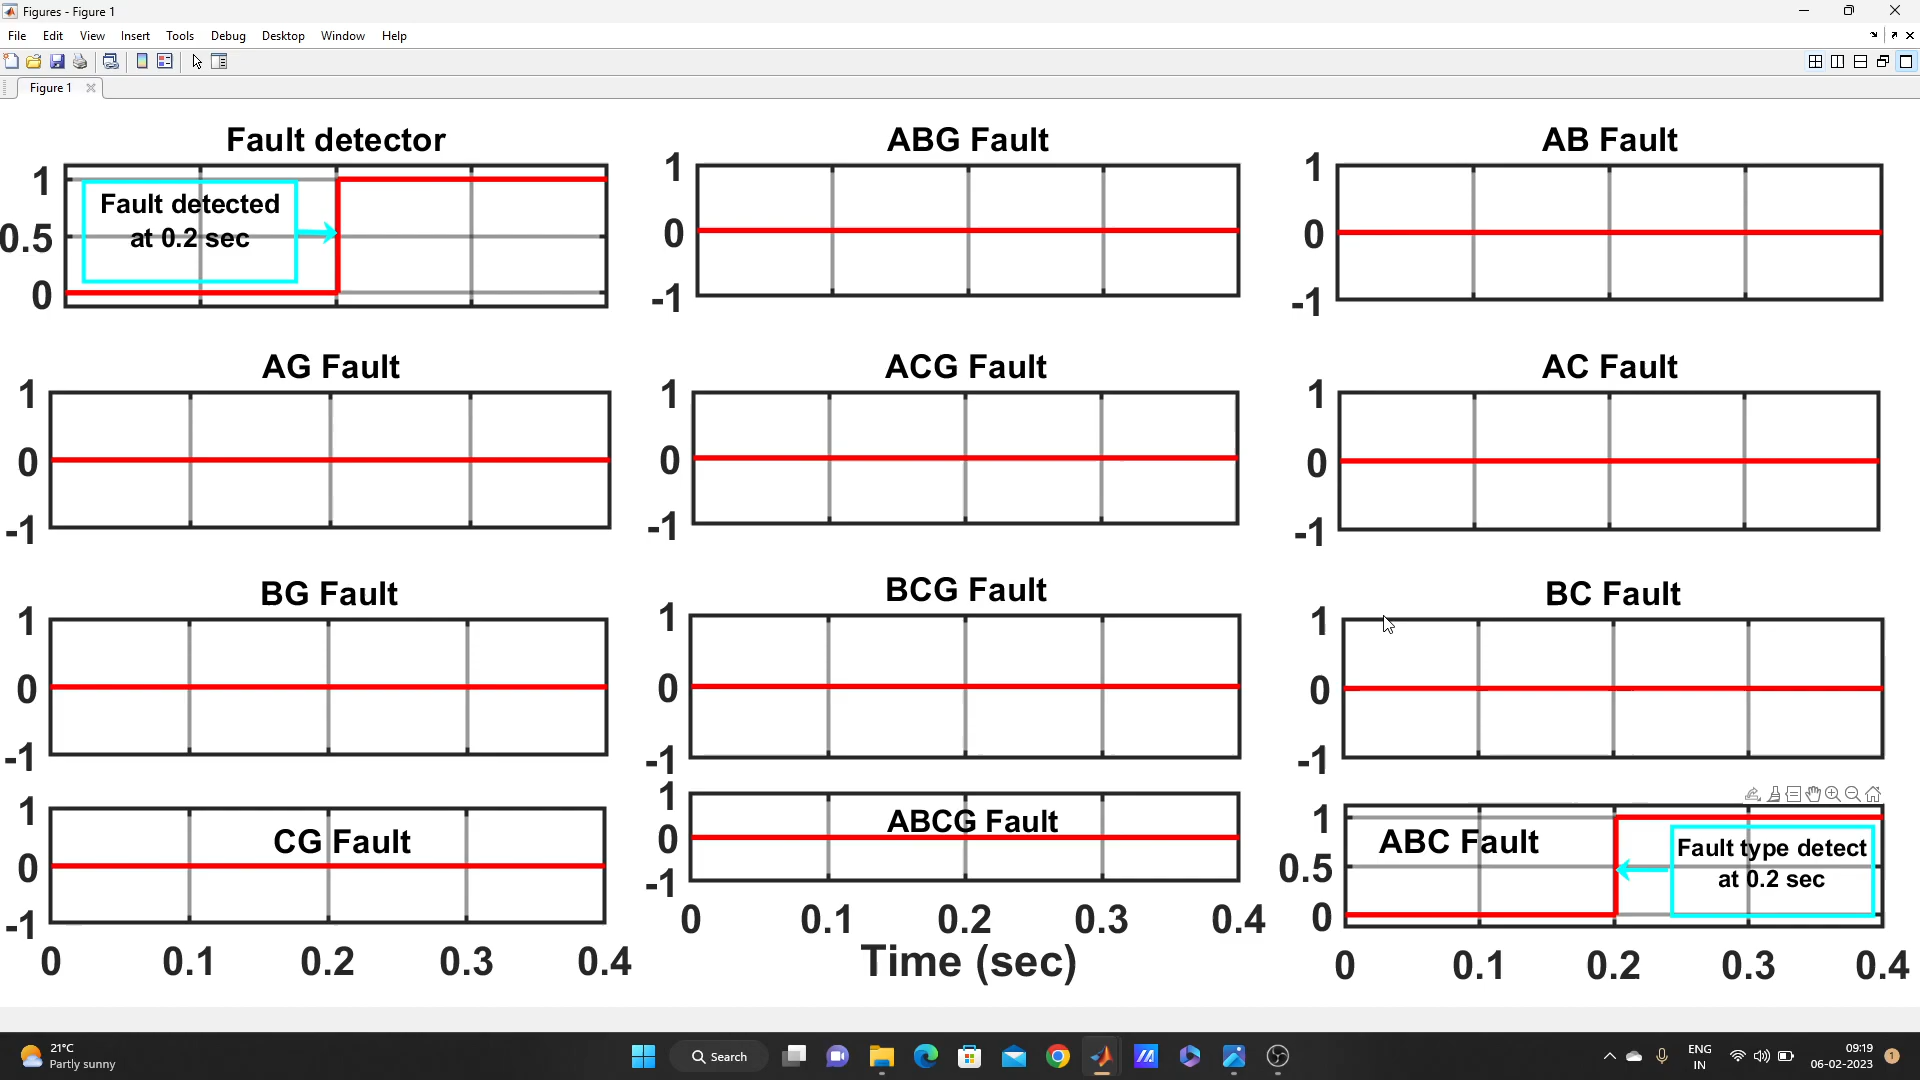 Figures - Figure 1
File Edit View Insert Tools Debug Desktop Window Help
Figure 1
Fault detector
1
0.5
0
Fault detected
at 0.2 sec
ABG Fault
1
0
-1
AB Fault
1
0
-1
AG Fault
1
0
-1
ACG Fault
1
0
-1
AC Fault
1
0
-1
BG Fault
1
0
-1
BCG Fault
1
0
-1
BC Fault
1
0
-1
CG Fault
1
0
-1
0 0.1 0.2 0.3 0.4
ABCG Fault
1
0
-1
0 0.1 0.2 0.3 0.4
Time (sec)
ABC Fault
1
0.5
0
Fault type detect
at 0.2 sec
0 0.1 0.2 0.3 0.4
21°C
Partly sunny
Search
ENG
IN
09:19
06-02-2023
1